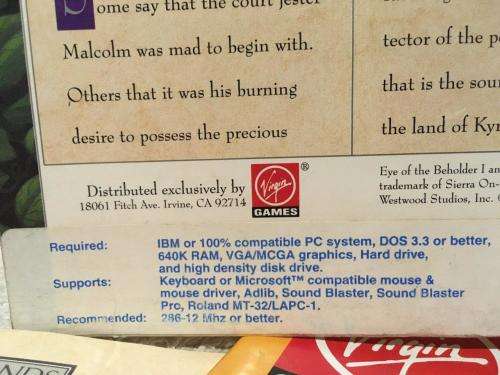 ome say that the court jester
Malcolm was mad to begin with.
Others that it was his burning
desire to possess the precious
tector of the p
that is the sour
the land of Kyr
Distributed exclusively by
18061 Fitch Ave. Irvine, CA 92714
Virgin
GAMES
®
Eye of the Beholder I an
trademark of Sierra On-
Westwood Studios, Inc.
Required: IBM or 100% compatible PC system, DOS 3.3 or better,
640K RAM, VGA/MCGA graphics, Hard drive,
and high density disk drive.
Supports: Keyboard or Microsoft™ compatible mouse &
mouse driver, Adlib, Sound Blaster, Sound Blaster
Pro, Roland MT-32/LAPC-1.
Recommended: 286-12 Mhz or better.
NDS
Virgin